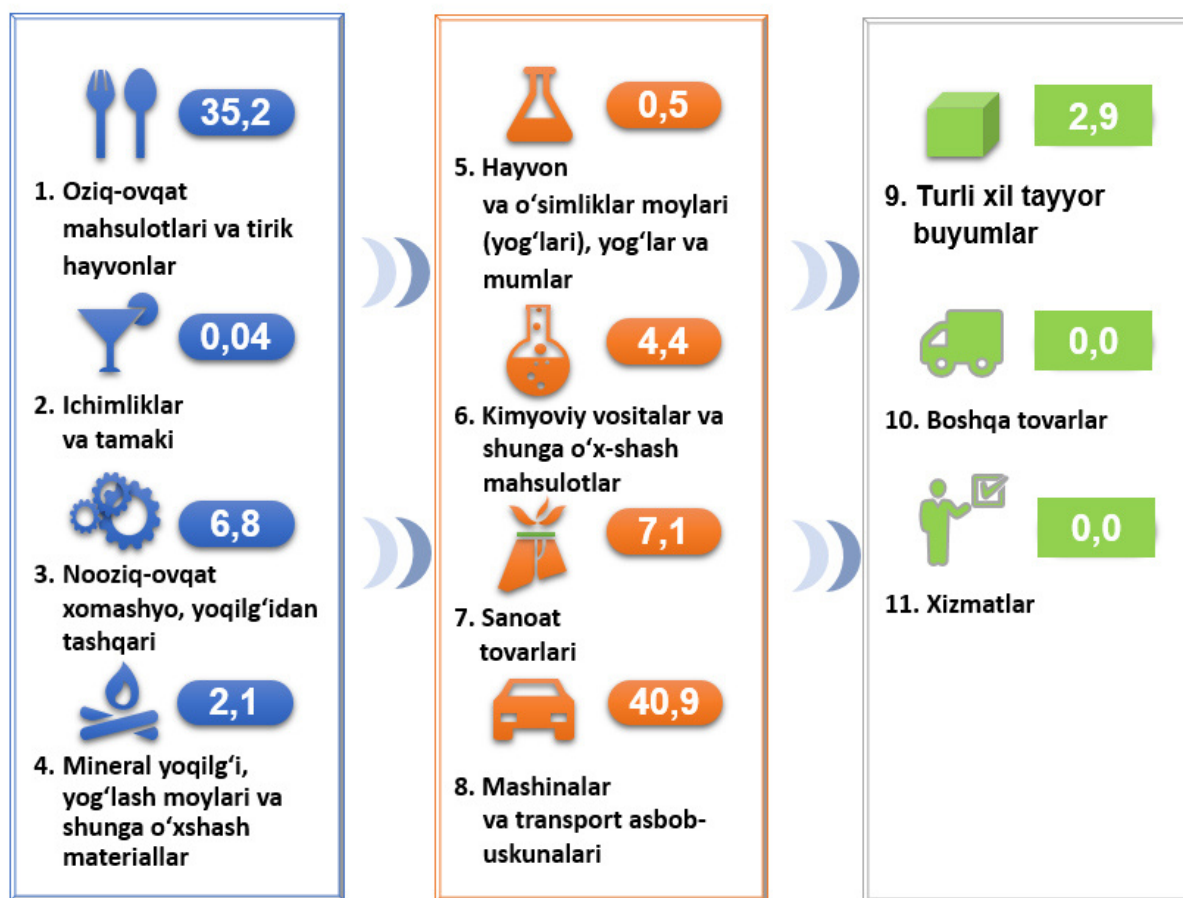 35,2
1. Oziq-ovqat
mahsulotlari va tirik
hayvonlar
0,04
2. Ichimliklar
va tamaki
6,8
3. Nooziq-ovqat
xomashyo, yoqilg‘idan
tashqari
2,1
4. Mineral yoqilg‘i,
yog‘lash moylari va
shunga o‘xshash
materiallar
0,5
5. Hayvon
va o‘simliklar moylari
(yog‘lari), yog‘lar va
mumlar
4,4
6. Kimyoviy vositalar va
shunga o‘x-shash
mahsulotlar
7,1
7. Sanoat
tovarlari
40,9
8. Mashinalar
va transport asbob-
uskunalari
2,9
9. Turli xil tayyor
buyumlar
0,0
10. Boshqa tovarlar
0,0
11. Xizmatlar